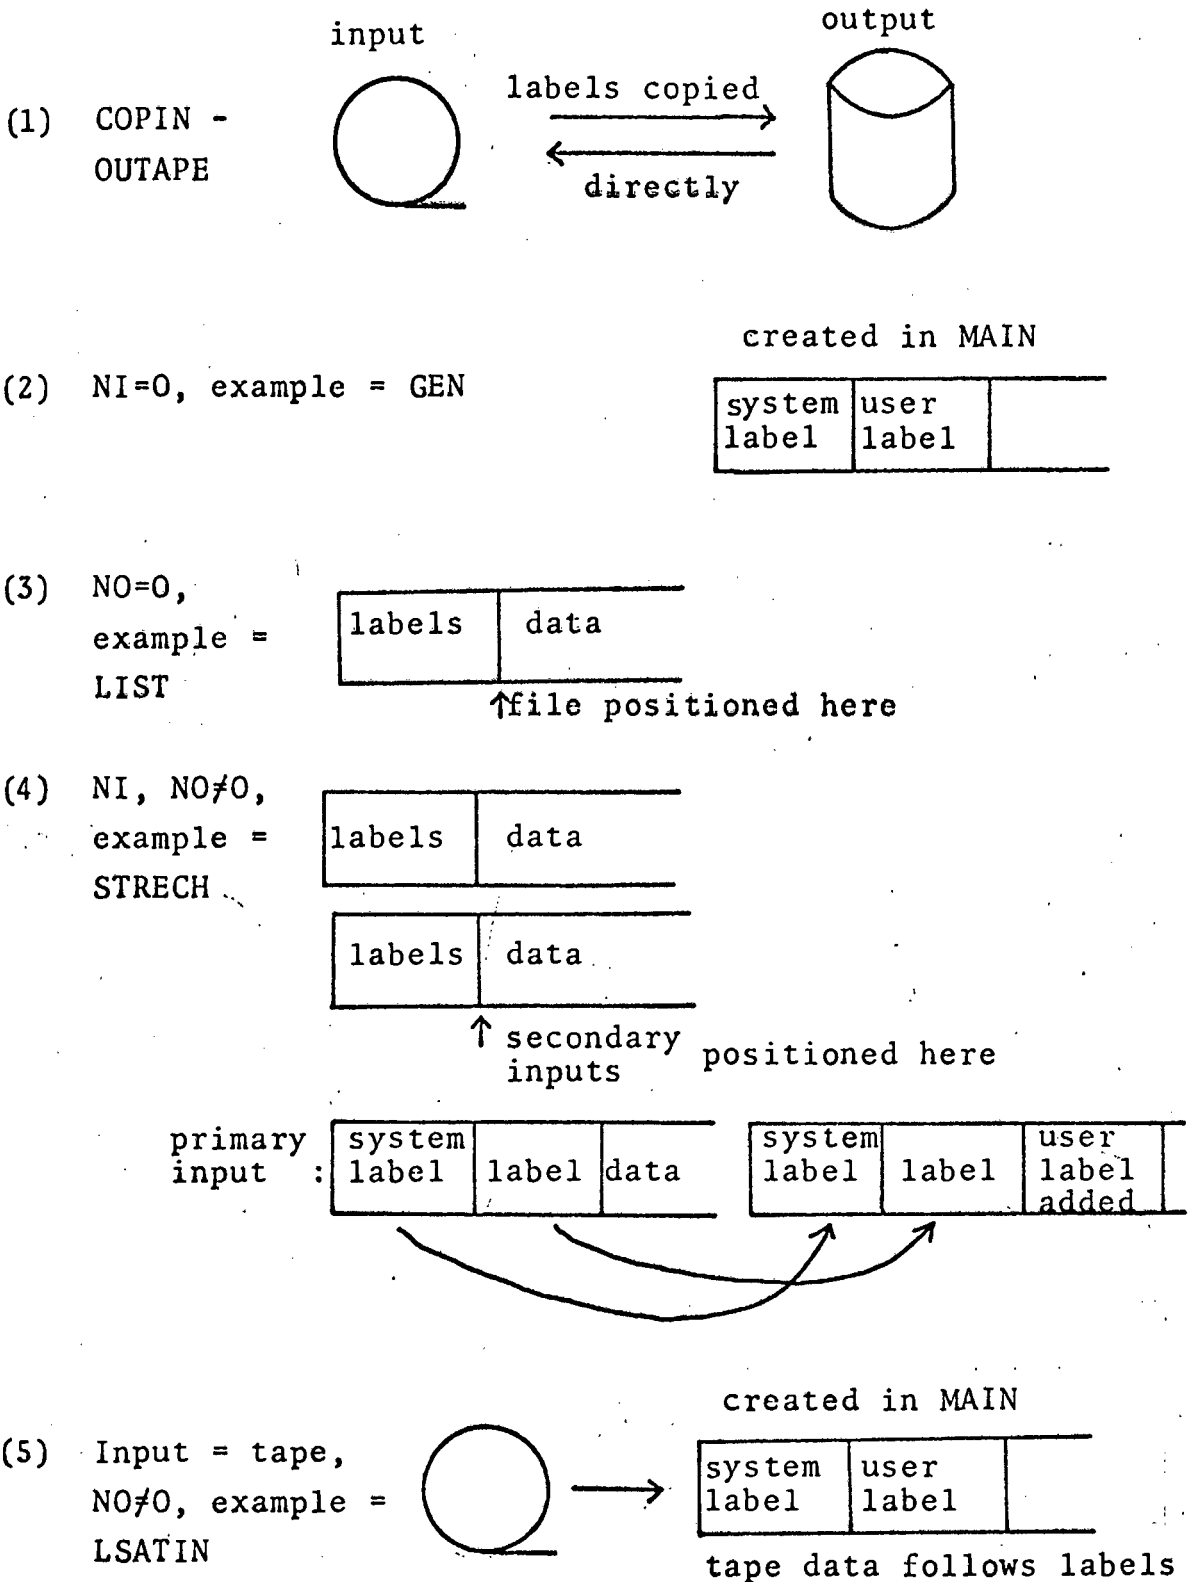 input
output
(1) COPIN -
OUTAPE
labels copied
directly
created in MAIN
(2) NI=0, example = GEN
system
label
user
label
(3) NO=0,
example =
LIST
labels
data
↑file positioned here
(4) NI, NO≠0,
example =
STRECH
labels
data
labels
data
↑ secondary
inputs
positioned here
primary
input :
system
label
label
data
system
label
label
user
label
added
created in MAIN
(5) Input = tape,
NO≠0, example =
LSATIN
system
label
user
label
tape data follows labels